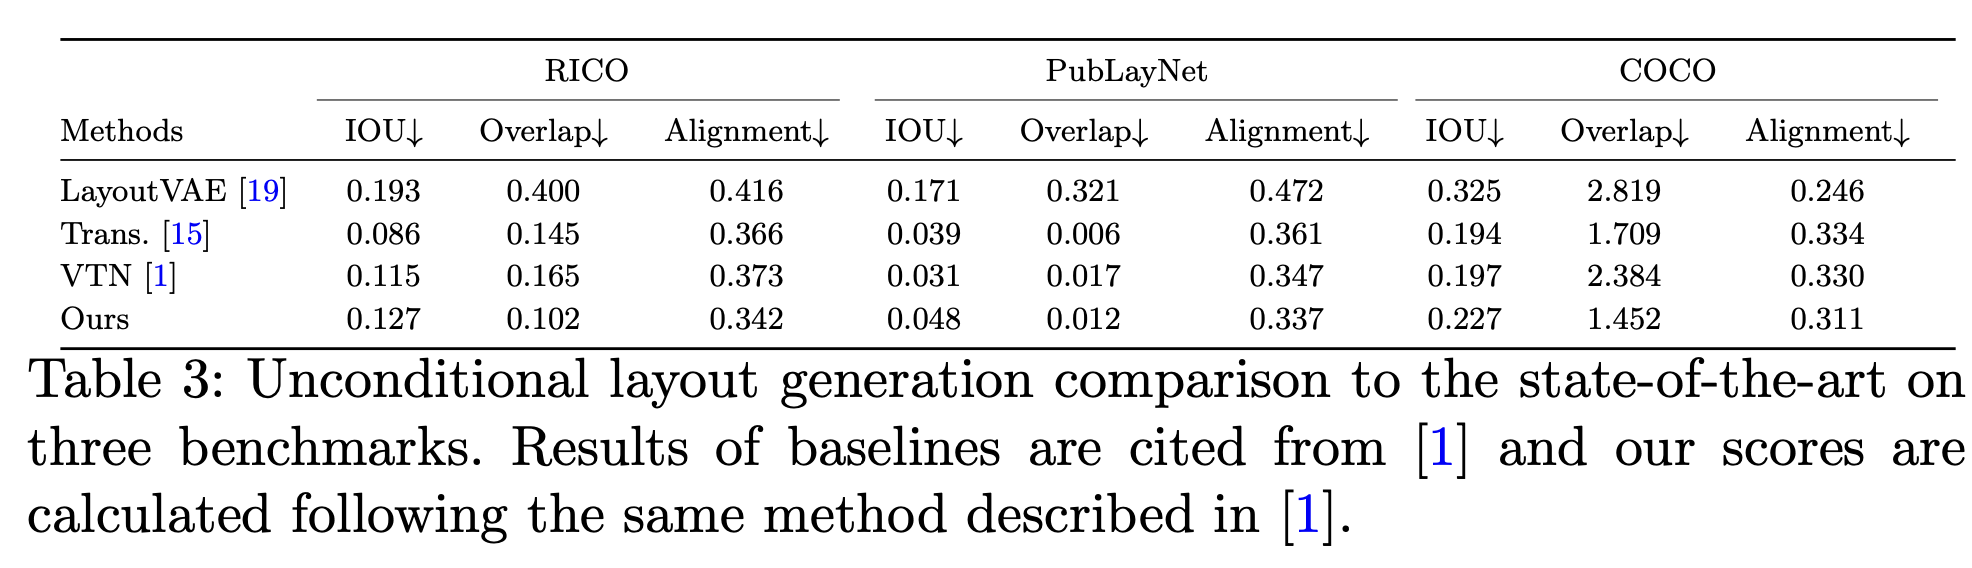 RICO PubLayNet COCO
Methods IOU↓ Overlap↓ Alignment↓ IOU↓ Overlap↓ Alignment↓ IOU↓ Overlap↓ Alignment↓
LayoutVAE [19] 0.193 0.400 0.416 0.171 0.321 0.472 0.325 2.819 0.246
Trans. [15] 0.086 0.145 0.366 0.039 0.006 0.361 0.194 1.709 0.334
VTN [1] 0.115 0.165 0.373 0.031 0.017 0.347 0.197 2.384 0.330
Ours 0.127 0.102 0.342 0.048 0.012 0.337 0.227 1.452 0.311
Table 3: Unconditional layout generation comparison to the state-of-the-art on
three benchmarks. Results of baselines are cited from [1] and our scores are
calculated following the same method described in [1].